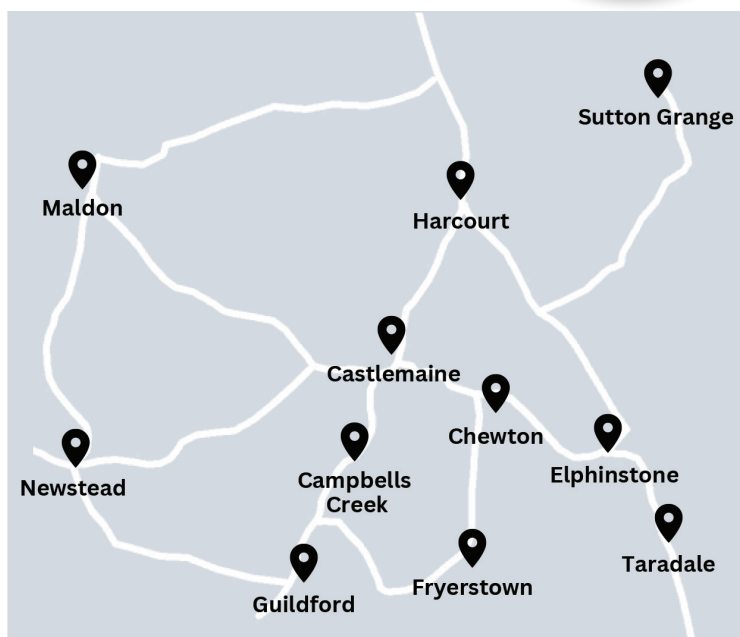 Sutton Grange
Maldon
Harcourt
Castlemaine
Chewton
Elphinstone
Campbells
Creek
Newstead
Taradale
Fryerstown
Guildford